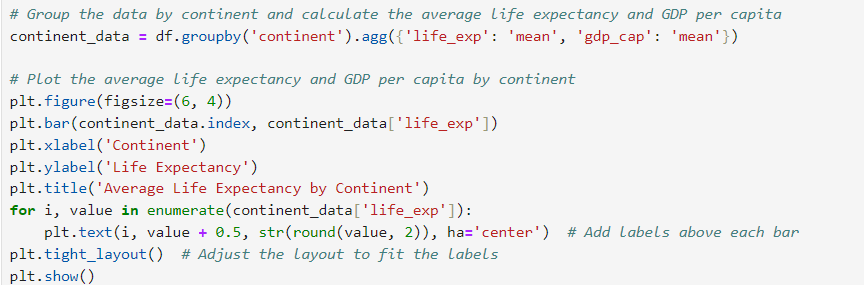 # Group the data by continent and calculate the average life expectancy and GDP per capita
continent_data = df.groupby('continent').agg({'life_exp': 'mean', 'gdp_cap': 'mean'})

# Plot the average life expectancy and GDP per capita by continent
plt.figure(figsize=(6, 4))
plt.bar(continent_data.index, continent_data['life_exp'])
plt.xlabel('Continent')
plt.ylabel('Life Expectancy')
plt.title('Average Life Expectancy by Continent')
for i, value in enumerate(continent_data['life_exp']):
    plt.text(i, value + 0.5, str(round(value, 2)), ha='center')  # Add labels above each bar
plt.tight_layout()  # Adjust the layout to fit the labels
plt.show()